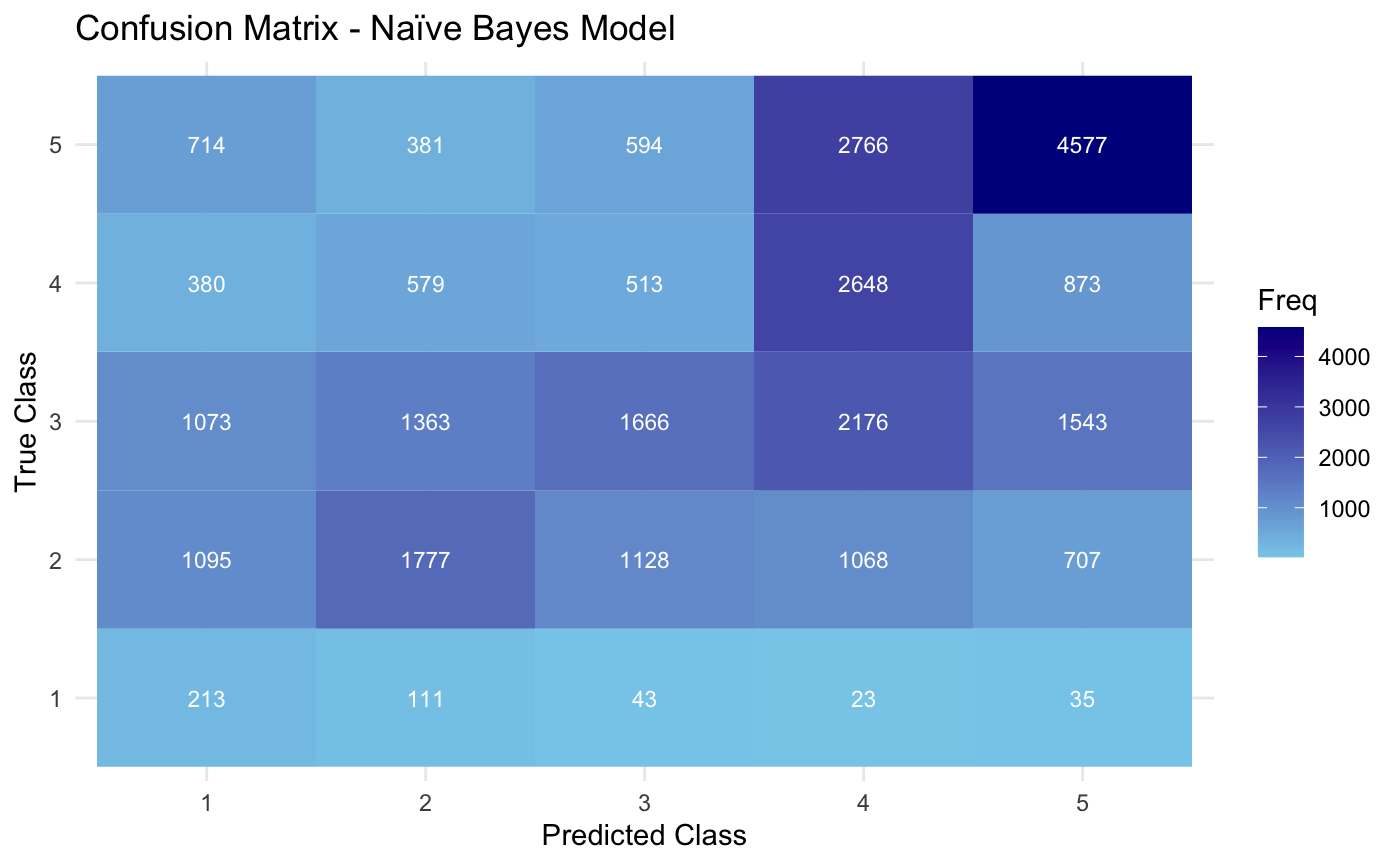 Confusion Matrix - Naïve Bayes Model
True Class
5 714 381 594 2766 4577
4 380 579 513 2648 873
3 1073 1363 1666 2176 1543
2 1095 1777 1128 1068 707
1 213 111 43 23 35
1 2 3 4 5
Predicted Class
Freq
4000
3000
2000
1000